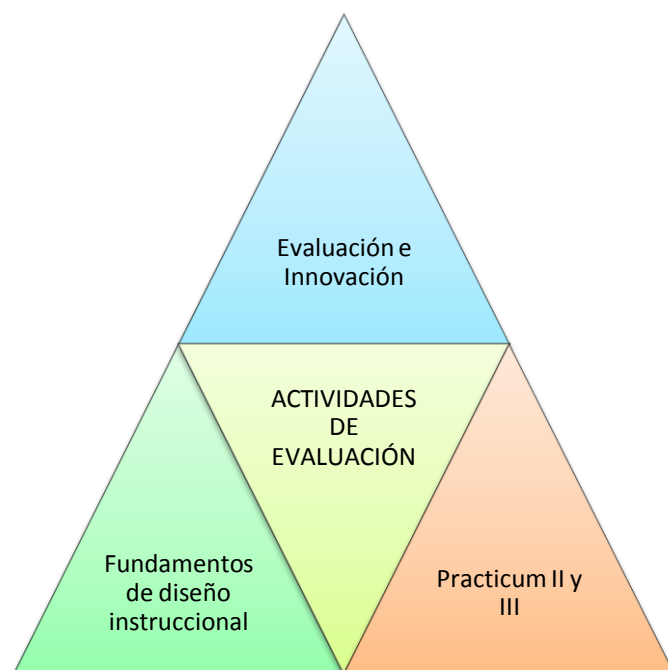 Evaluación e
Innovación
ACTIVIDADES
DE
EVALUACIÓN
Fundamentos
de diseño
instruccional
Practicum II y
III